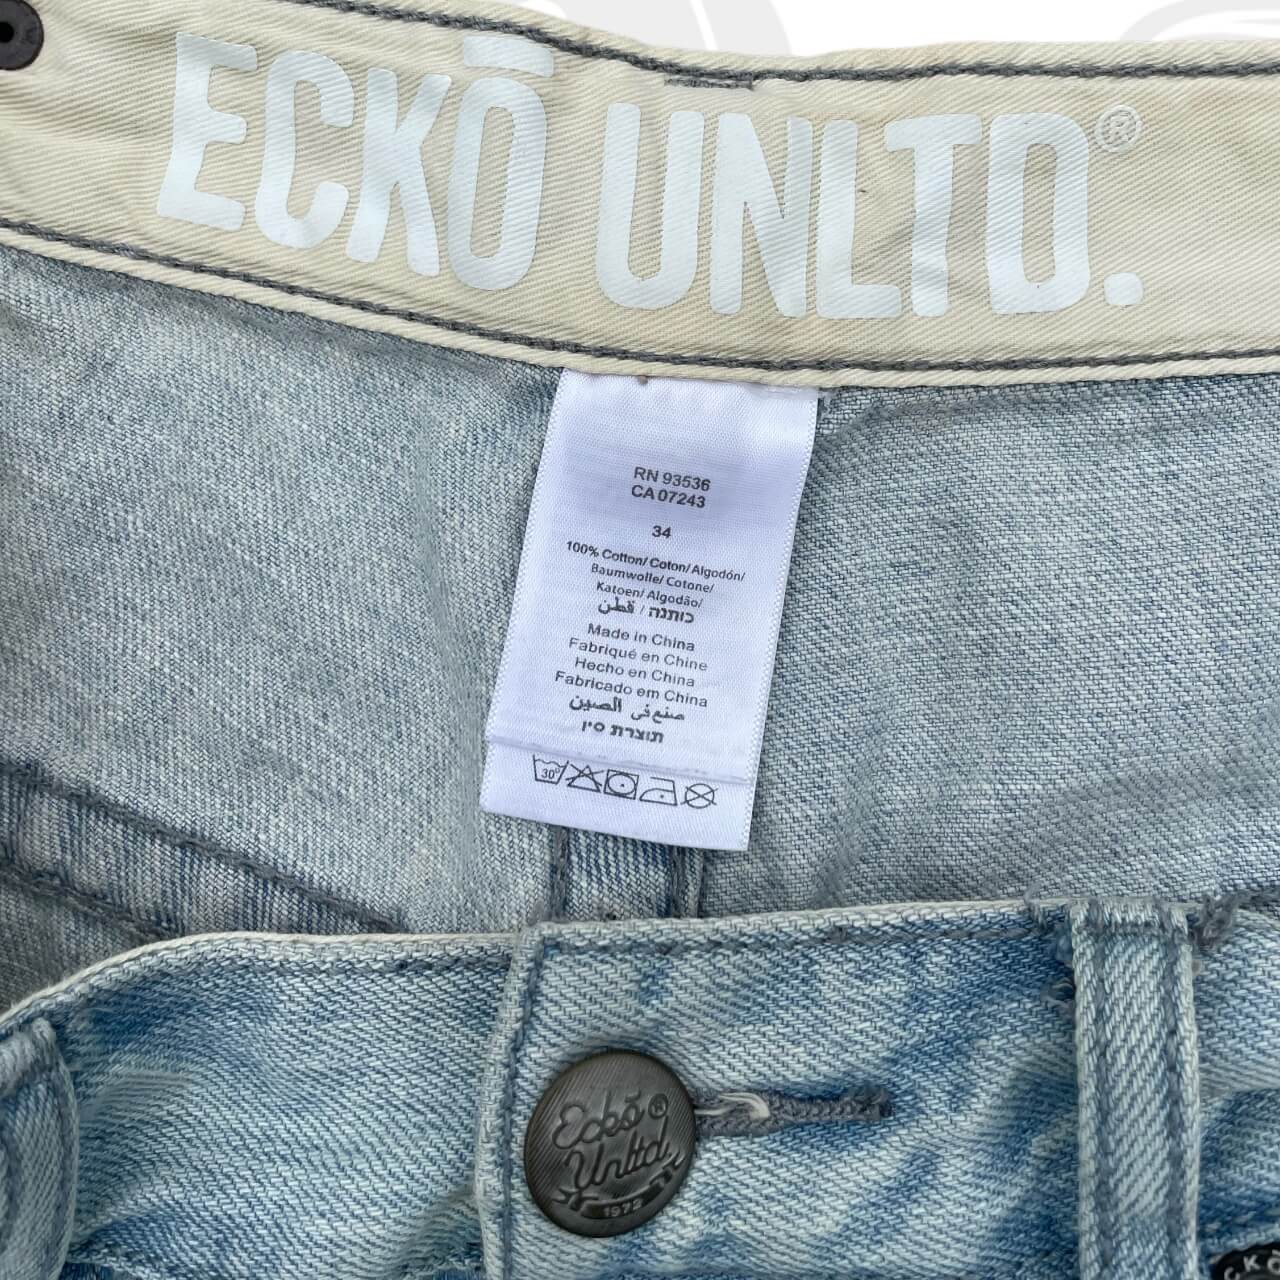 ECKŌ UNLTD.®
RN 93536
CA 07243
34
100% Cotton/ Coton/ Algodón/
Baumwolle/ Cotone/
Katoen/ Algodão/
כותנה / قطن
Made in China
Fabriqué en Chine
Hecho en China
Fabricado em China
صنع في الصين
תוצרת סין
30°
Eckō®
Unltd.
1972